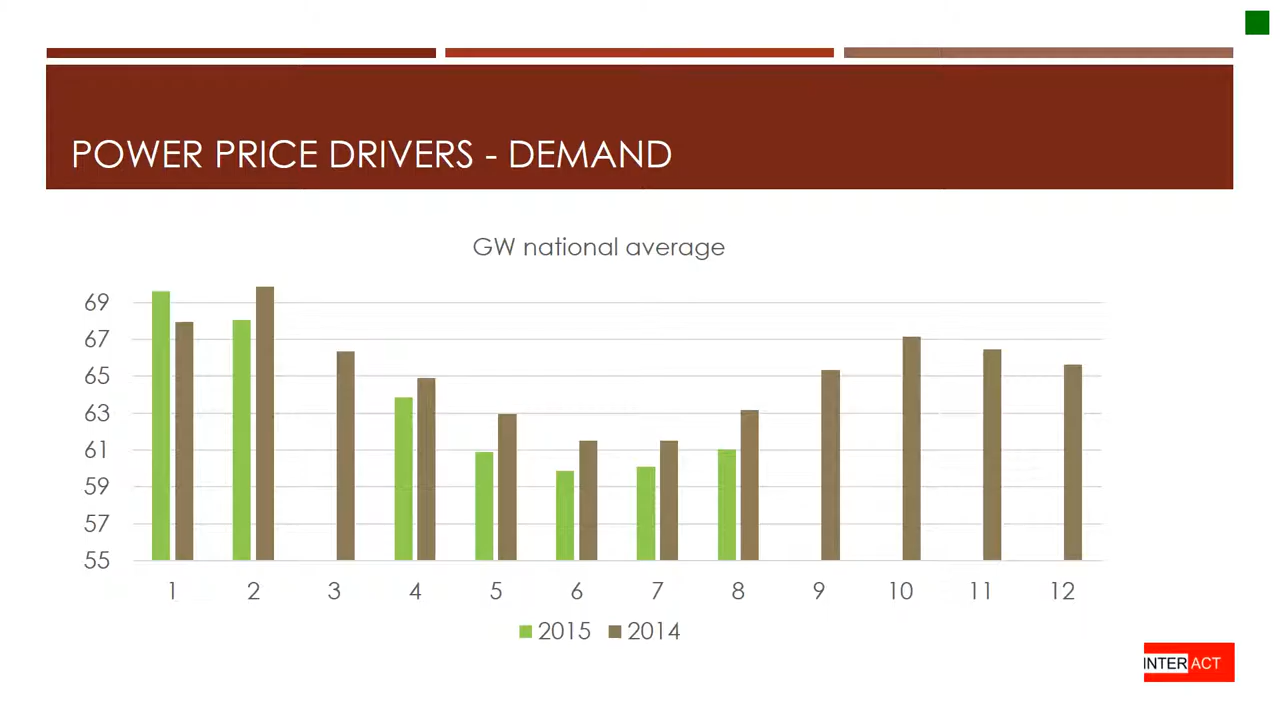 POWER PRICE DRIVERS - DEMAND
GW national average
69
67
65
63
61
59
57
55
1 2 3 4 5 6 7 8 9 10 11 12
2015 2014
INTERACT